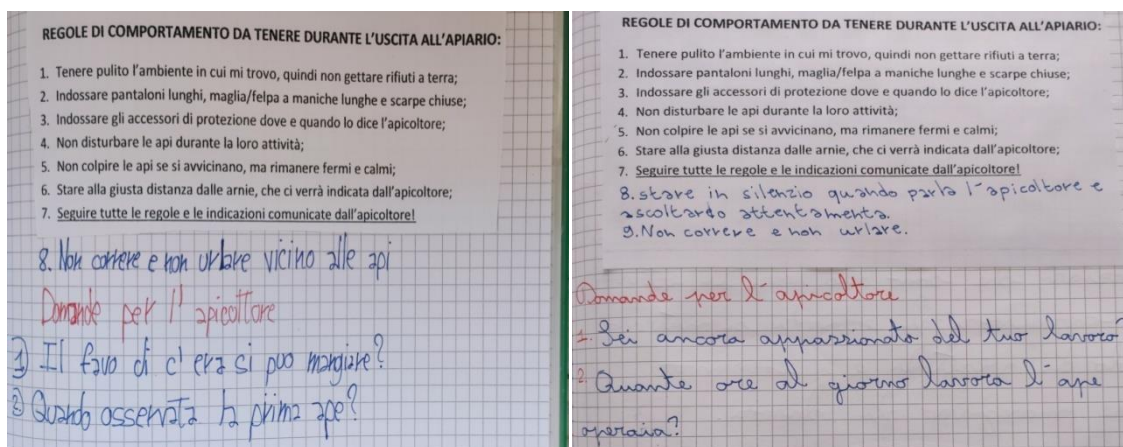 REGOLE DI COMPORTAMENTO DA TENERE DURANTE L'USCITA ALL'APIARIO:
1. Tenere pulito l'ambiente in cui mi trovo, quindi non gettare rifiuti a terra;
2. Indossare pantaloni lunghi, maglia/felpa a maniche lunghe e scarpe chiuse;
3. Indossare gli accessori di protezione dove e quando lo dice l'apicoltore;
4. Non disturbare le api durante la loro attività;
5. Non colpire le api se si avvicinano, ma rimanere fermi e calmi;
6. Stare alla giusta distanza dalle arnie, che ci verrà indicata dall'apicoltore;
7. Seguire tutte le regole e le indicazioni comunicate dall'apicoltore!
8. Non correre e non urlare vicino alle api
Domande per l'apicoltore
1) Il favo di c'era si puo mangiare?
2) Quando osservata la prima ape?
REGOLE DI COMPORTAMENTO DA TENERE DURANTE L'USCITA ALL'APIARIO:
1. Tenere pulito l'ambiente in cui mi trovo, quindi non gettare rifiuti a terra;
2. Indossare pantaloni lunghi, maglia/felpa a maniche lunghe e scarpe chiuse;
3. Indossare gli accessori di protezione dove e quando lo dice l'apicoltore;
4. Non disturbare le api durante la loro attività;
5. Non colpire le api se si avvicinano, ma rimanere fermi e calmi;
6. Stare alla giusta distanza dalle arnie, che ci verrà indicata dall'apicoltore;
7. Seguire tutte le regole e le indicazioni comunicate dall'apicoltore!
8. stare in silenzio quando parla l'apicoltore e
ascoltardo attentamenta.
9. Non correre e non urlare.
Domande per l'apicoltore
1. Sei ancora appassionato del tuo lavoro?
2. Quante ore al giorno lavora l'ape
operaia?